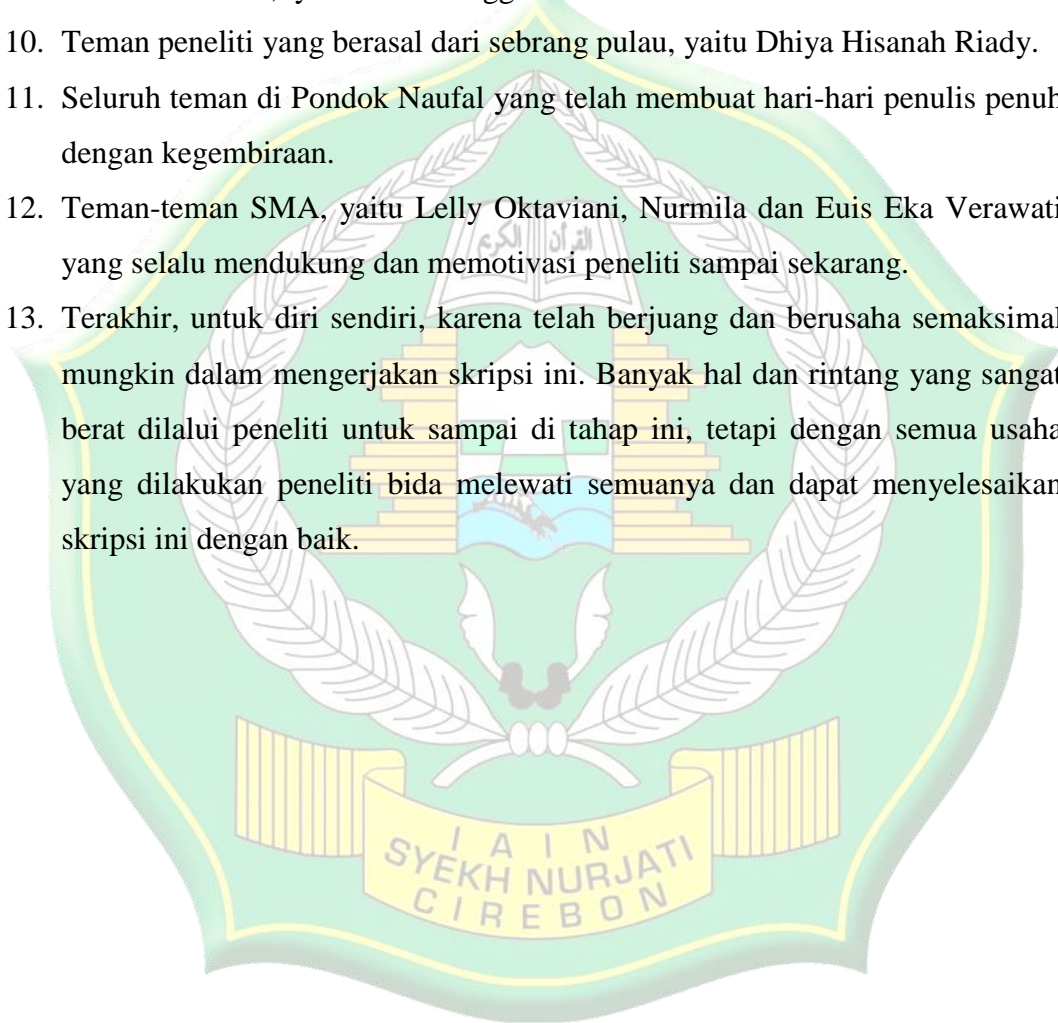 10. Teman peneliti yang berasal dari sebrang pulau, yaitu Dhiya Hisanah Riady.
11. Seluruh teman di Pondok Naufal yang telah membuat hari-hari penulis penuh
dengan kegembiraan.
12. Teman-teman SMA, yaitu Lelly Oktaviani, Nurmila dan Euis Eka Verawati
yang selalu mendukung dan memotivasi peneliti sampai sekarang.
13. Terakhir, untuk diri sendiri, karena telah berjuang dan berusaha semaksimal
mungkin dalam mengerjakan skripsi ini. Banyak hal dan rintang yang sangat
berat dilalui peneliti untuk sampai di tahap ini, tetapi dengan semua usaha
yang dilakukan peneliti bida melewati semuanya dan dapat menyelesaikan
skripsi ini dengan baik.
القرآن الكريم
IAIN
SYEKH NURJATI
CIREBON